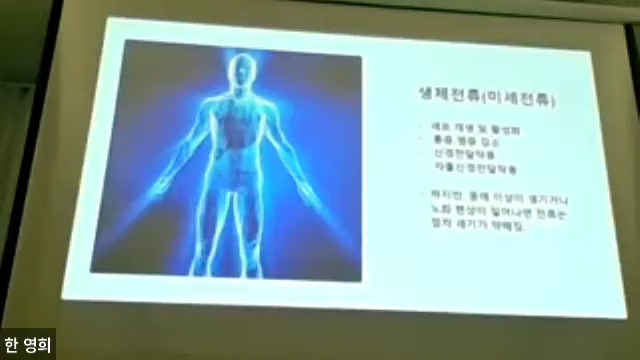 생체전류(미세전류)
세포 재생 및 활성화
통증,염증 감소
신경전달작용
자율신경전달작용
하지만, 몸에 이상이 생기거나
노화 현상이 일어나면 전류는
점차 세기가 약해짐.
한 영희